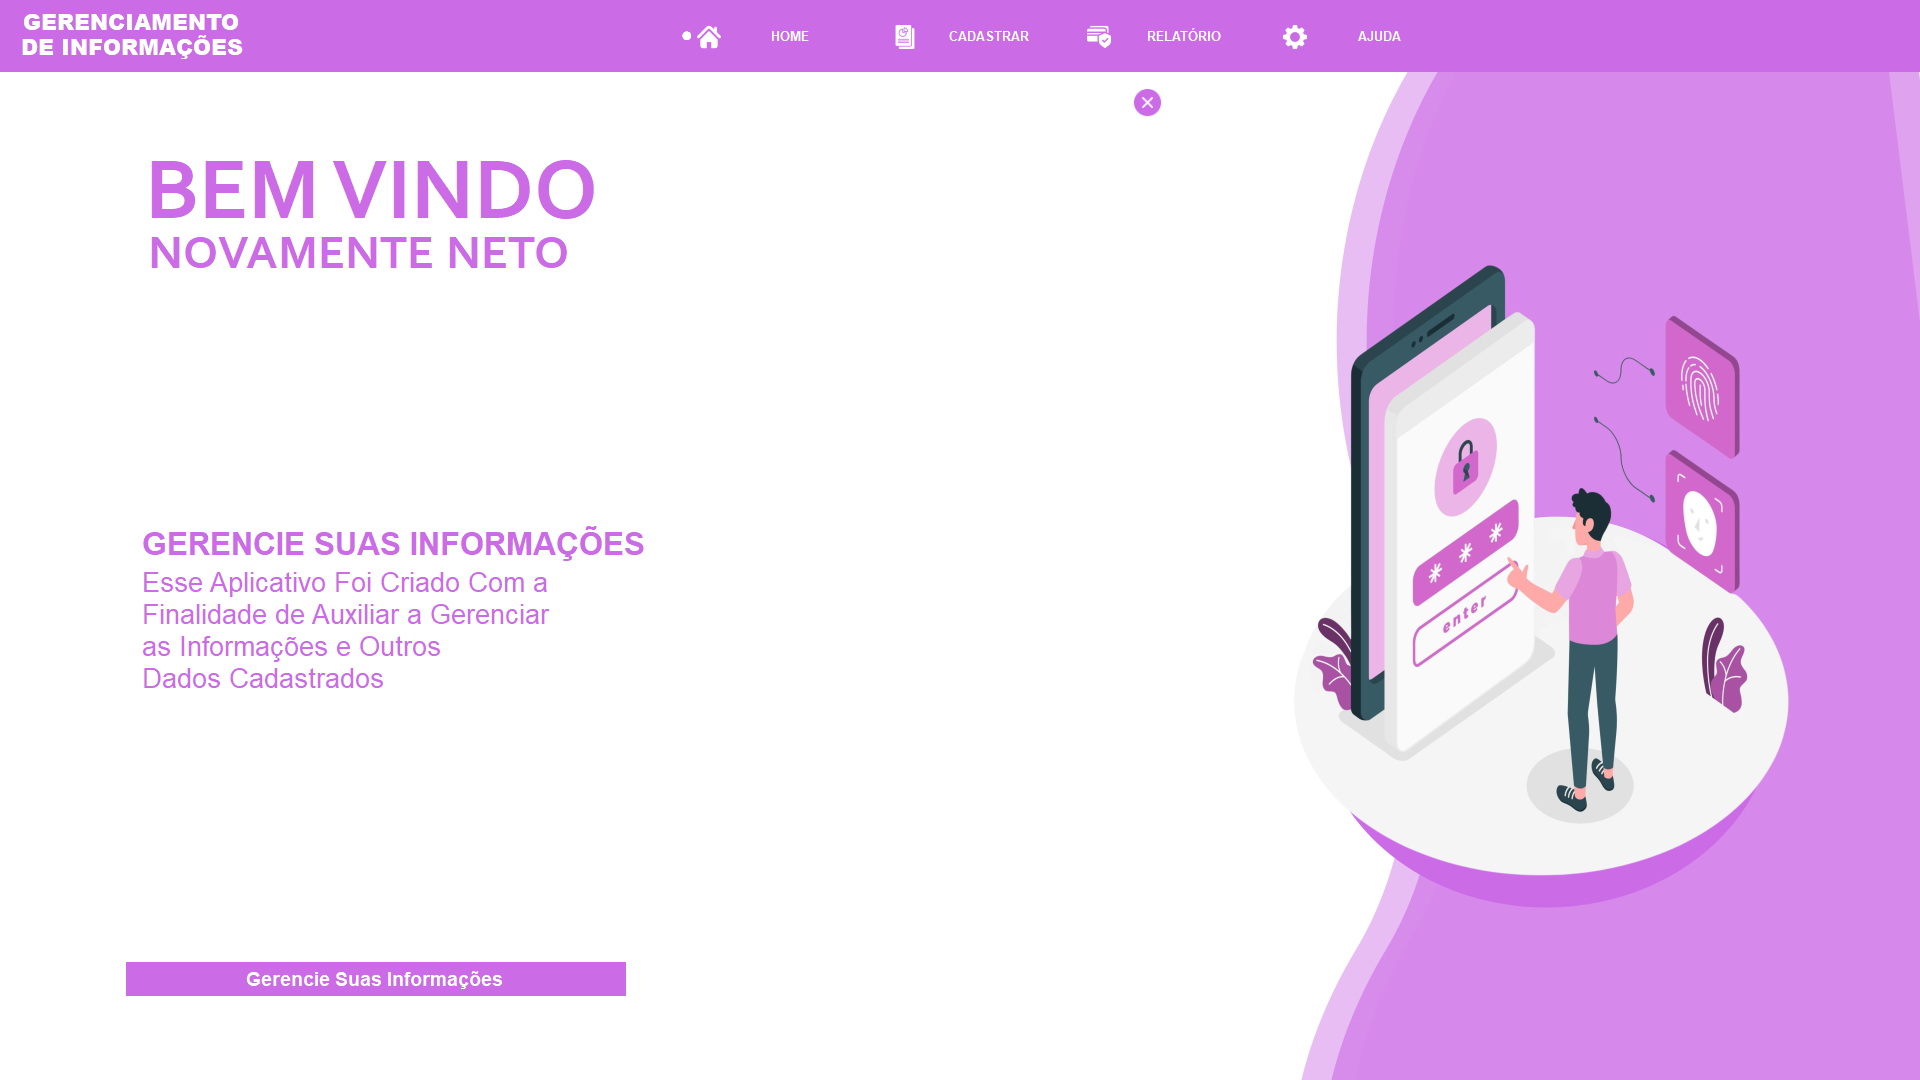 GERENCIAMENTO
DE INFORMAÇÕES
HOME
CADASTRAR
RELATÓRIO
AJUDA
BEM VINDO
NOVAMENTE NETO
GERENCIE SUAS INFORMAÇÕES
Esse Aplicativo Foi Criado Com a
Finalidade de Auxiliar a Gerenciar
as Informações e Outros
Dados Cadastrados
* * *
enter
Gerencie Suas Informações